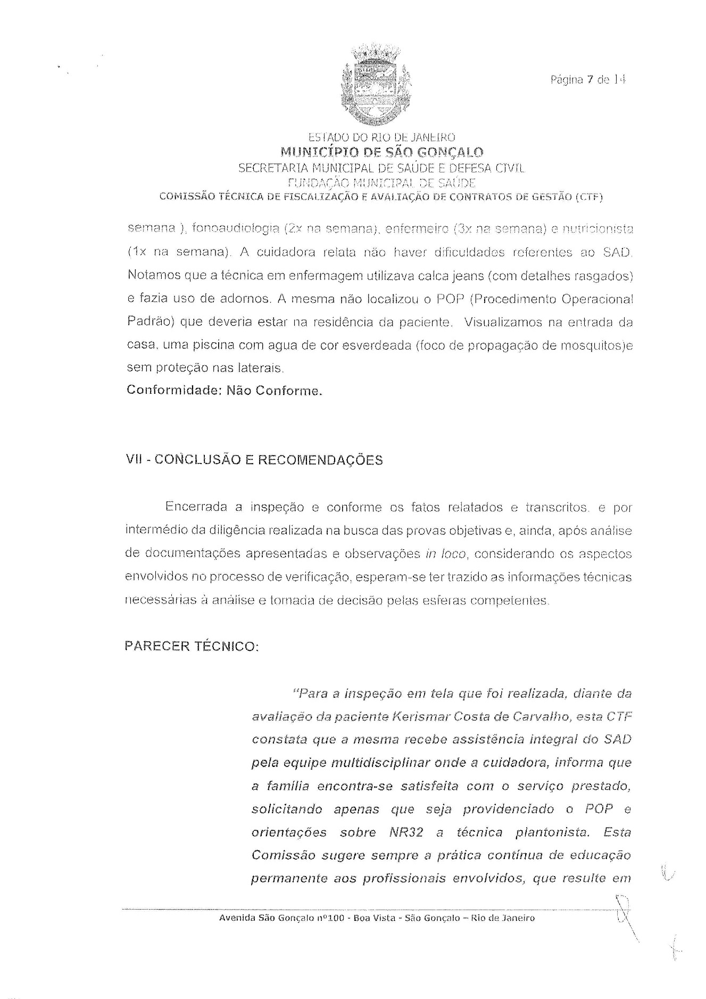 Página 7 de 14
ESTADO DO RIO DE JANEIRO
MUNICÍPIO DE SÃO GONÇALO
SECRETARIA MUNICIPAL DE SAÚDE E DEFESA CIVIL
FUNDAÇÃO MUNICIPAL DE SAÚDE
COMISSÃO TÉCNICA DE FISCALIZAÇÃO E AVALIAÇÃO DE CONTRATOS DE GESTÃO (CTF)
semana ), fonoaudiologia (2x na semana), enfermeiro (3x na semana) e nutricionista
(1x na semana). A cuidadora relata não haver dificuldades referentes ao SAD.
Notamos que a técnica em enfermagem utilizava calca jeans (com detalhes rasgados)
e fazia uso de adornos. A mesma não localizou o POP (Procedimento Operacional
Padrão) que deveria estar na residência da paciente. Visualizamos na entrada da
casa, uma piscina com agua de cor esverdeada (foco de propagação de mosquitos)e
sem proteção nas laterais.
Conformidade: Não Conforme.
VII - CONCLUSÃO E RECOMENDAÇÕES
Encerrada a inspeção e conforme os fatos relatados e transcritos, e por
intermédio da diligência realizada na busca das provas objetivas e, ainda, após análise
de documentações apresentadas e observações in loco, considerando os aspectos
envolvidos no processo de verificação, esperam-se ter trazido as informações técnicas
necessárias à análise e tomada de decisão pelas esferas competentes.
PARECER TÉCNICO:
"Para a inspeção em tela que foi realizada, diante da
avaliação da paciente Kerismar Costa de Carvalho, esta CTF
constata que a mesma recebe assistência integral do SAD
pela equipe multidisciplinar onde a cuidadora, informa que
a família encontra-se satisfeita com o serviço prestado,
solicitando apenas que seja providenciado o POP e
orientações sobre NR32 a técnica plantonista. Esta
Comissão sugere sempre a prática contínua de educação
permanente aos profissionais envolvidos, que resulte em
Avenida São Gonçalo nº100 - Boa Vista - São Gonçalo – Rio de Janeiro